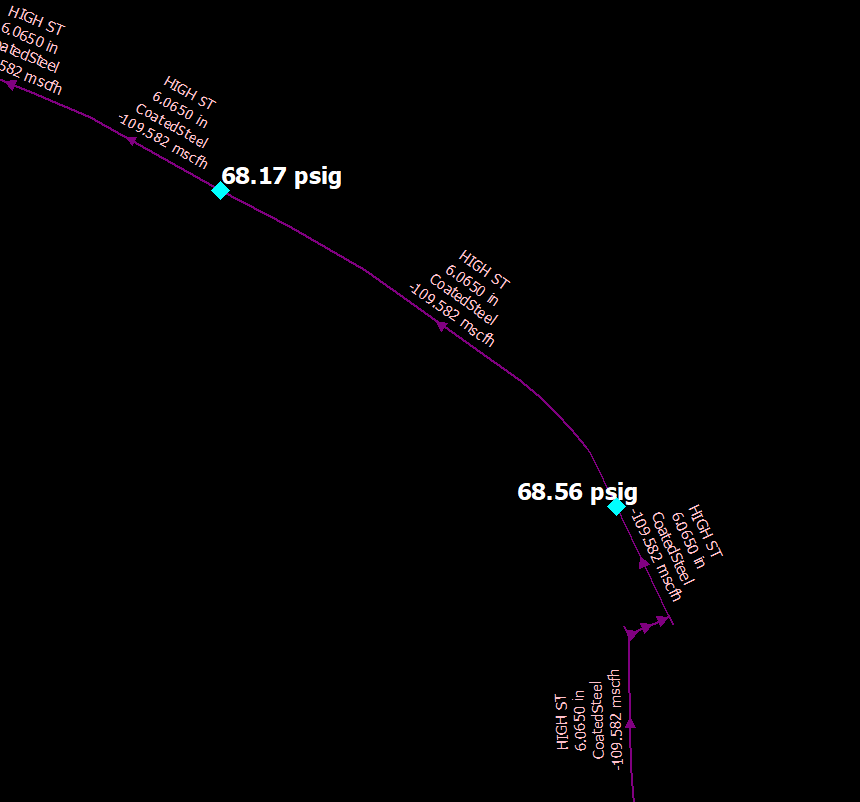 HIGH ST
6.0650 in
582 mscfh
HIGH ST
6.0650 in
CoatedSteel
-109.582 mscfh
68.17 psig
HIGH ST
6.0650 in
CoatedSteel
-109.582 mscfh
68.56 psig
HIGH ST
6.0650 in
CoatedSteel
-109.582 mscfh
HIGH ST
6.0650 in
CoatedSteel
-109.582 mscfh